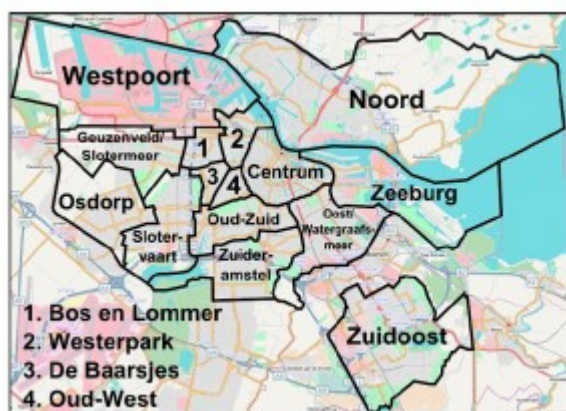 Westpoort
Noord
Geuzenveld/
Slotermeer
1
2
Centrum
3
4
Zeeburg
Osdorp
Oud-Zuid
Oost/
Watergraafs-
meer
Sloter-
vaart
Zuider-
amstel
Zuidoost
1. Bos en Lommer
2. Westerpark
3. De Baarsjes
4. Oud-West